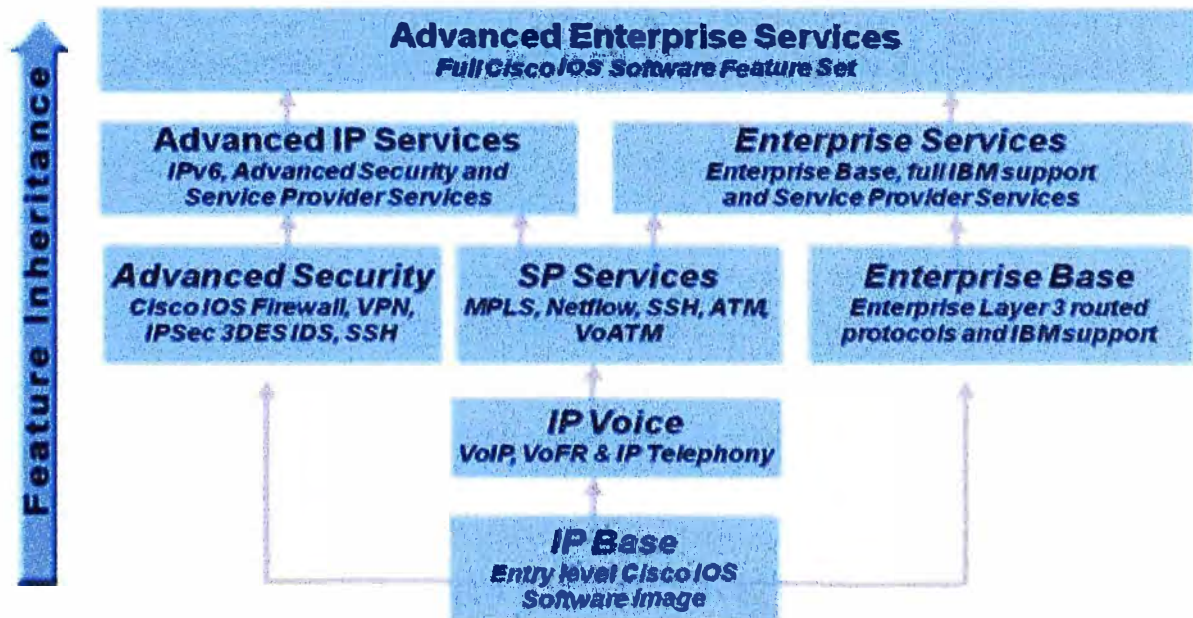 Feature Inheritance
Advanced Enterprise Services
Full Cisco IOS Software Feature Set
Advanced IP Services
IPv6, Advanced Security and
Service Provider Services
Enterprise Services
Enterprise Base, full IBM support
and Service Provider Services
Advanced Security
Cisco IOS Firewall, VPN,
IPSec 3DES IDS, SSH
SP Services
MPLS, Netflow, SSH, ATM,
VoATM
Enterprise Base
Enterprise Layer 3 routed
protocols and IBM support
IP Voice
VoIP, VoFR & IP Telephony
IP Base
Entry level Cisco IOS
Software Image